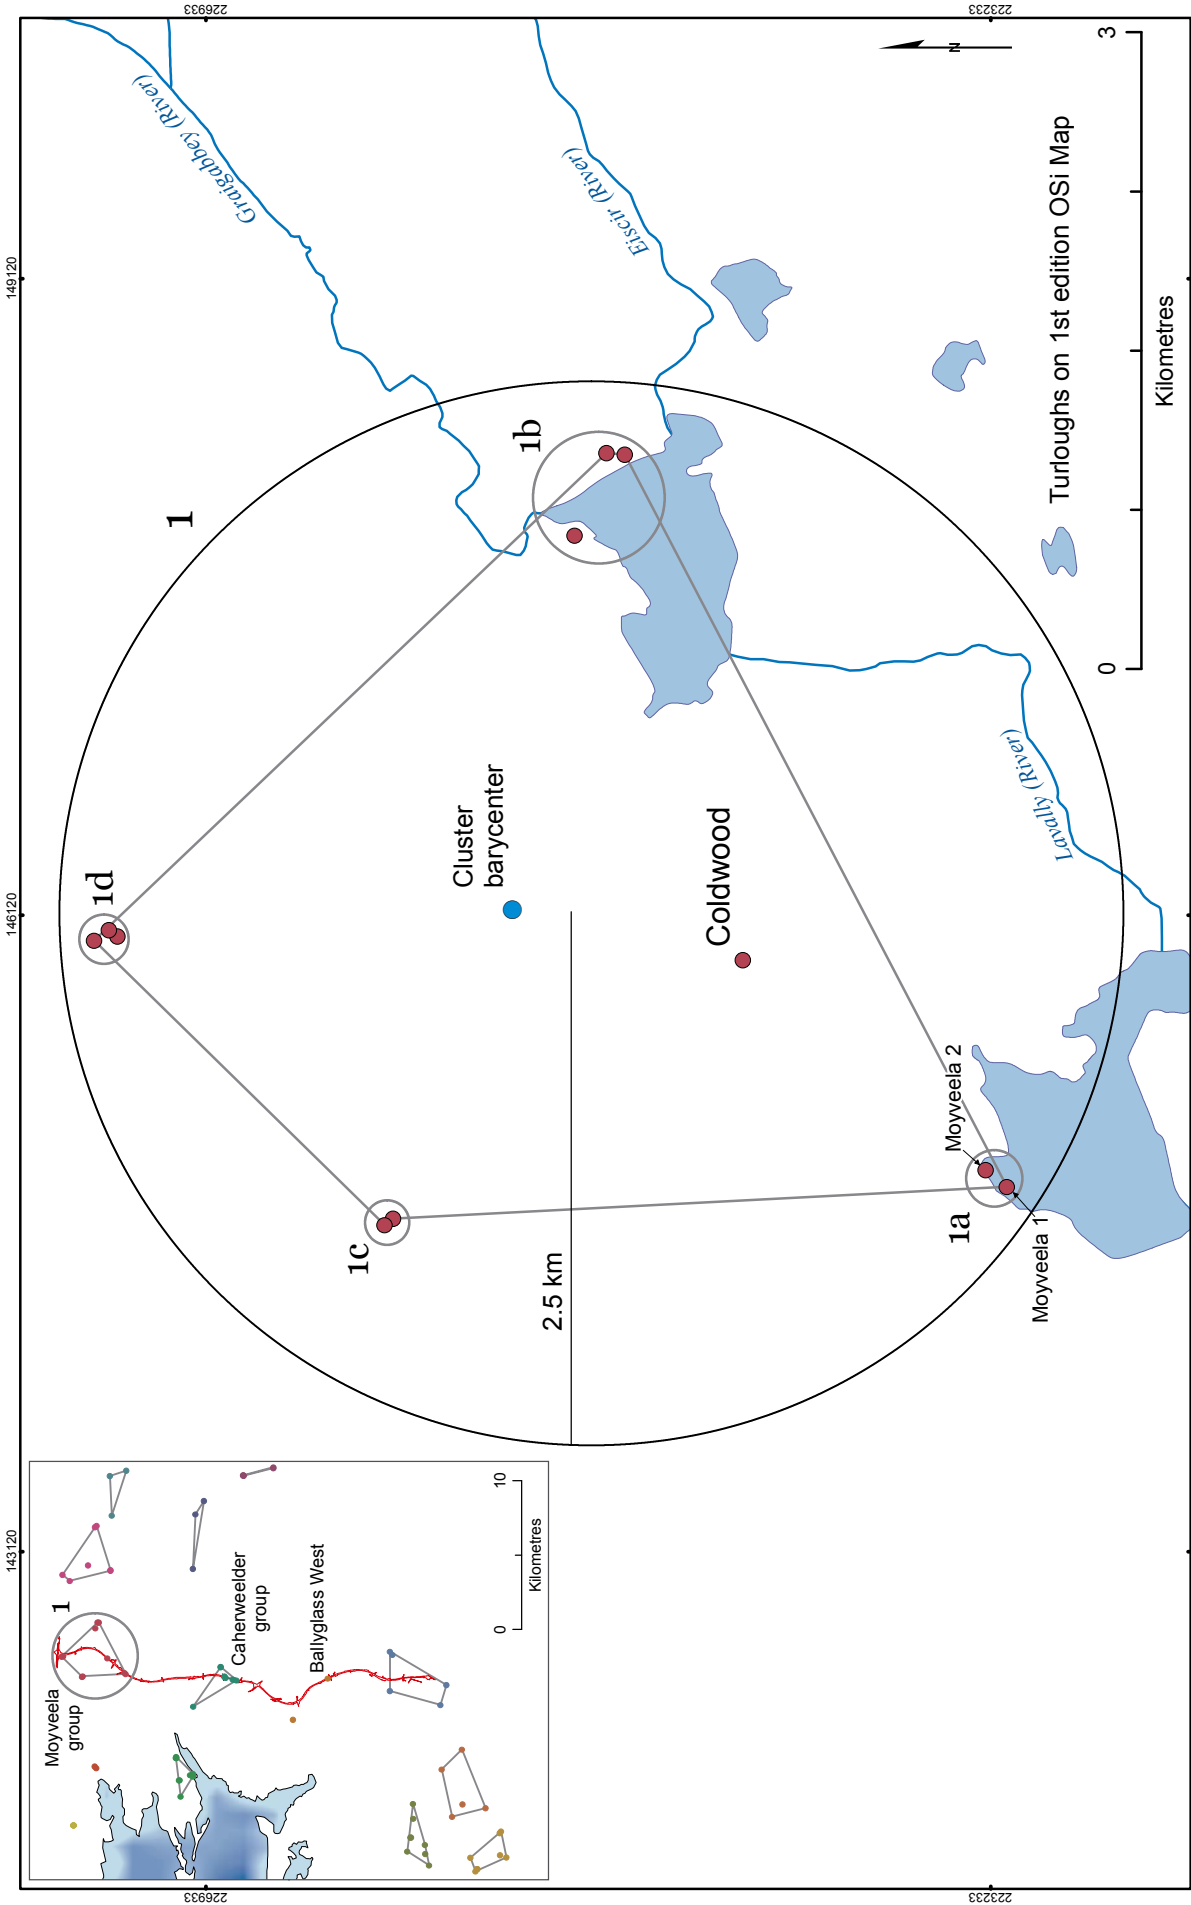 226933
223233
Graigabbey (River)
Eiscir (River)
N
3
149120
Turloughs on 1st edition OSi Map
Kilometres
0
1
1b
1d
Cluster
barycenter
Coldwood
Lavally (River)
146120
Moyveela 2
1a
Moyveela 1
1c
2.5 km
143120
Moyveela
group
1
Caherweelder
group
Ballyglass West
10
Kilometres
0
226933
223233